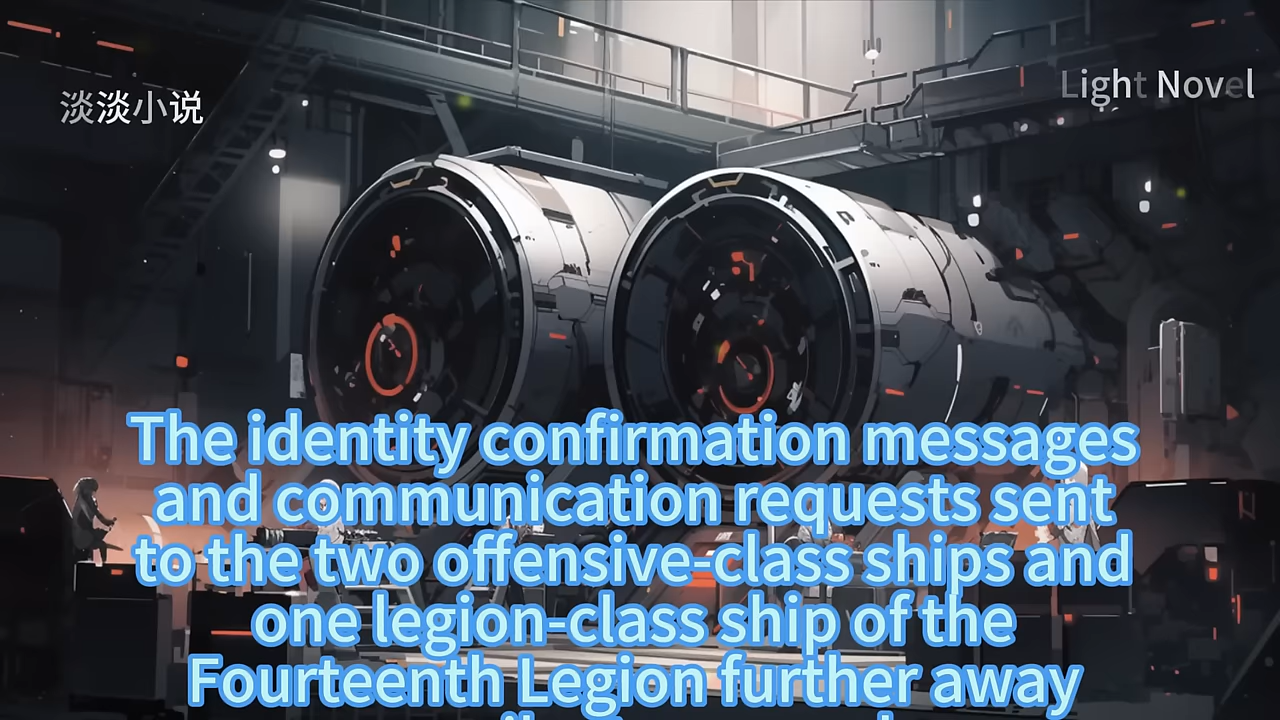 淡淡小说
Light Novel
The identity confirmation messages
and communication requests sent
to the two offensive-class ships and
one legion-class ship of the
Fourteenth Legion further away